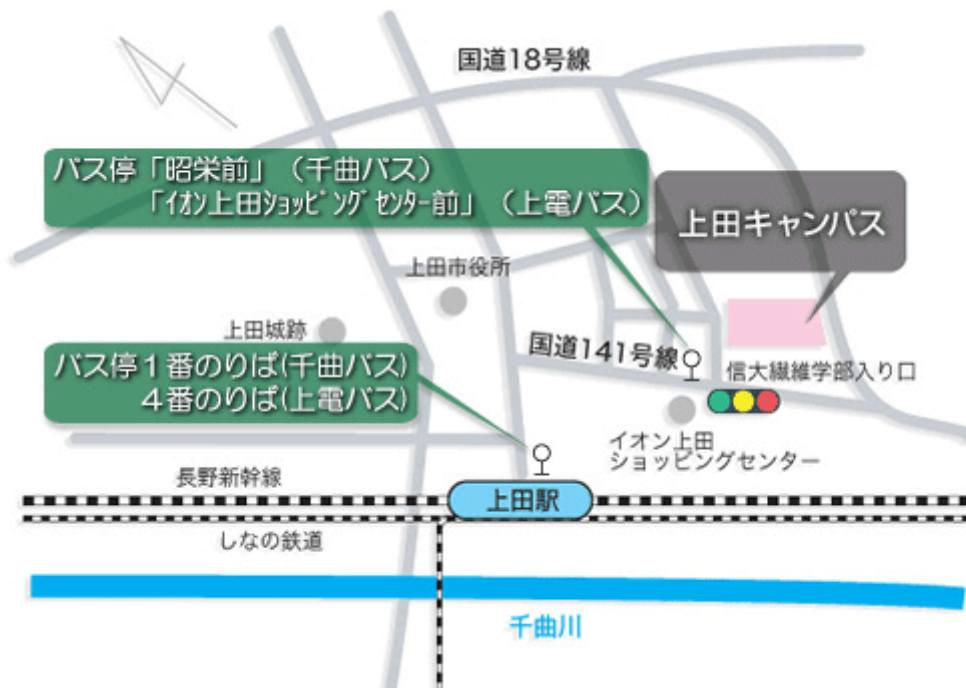 国道18号線
バス停「昭栄前」（千曲バス）
「ｲｵﾝ上田ｼｮｯﾋﾟﾝｸﾞｾﾝﾀｰ前」（上電バス）
上田キャンパス
上田市役所
上田城跡
国道141号線
バス停１番のりば(千曲バス)
４番のりば(上電バス)
信大繊維学部入り口
イオン上田
ショッピングセンター
長野新幹線
上田駅
しなの鉄道
千曲川